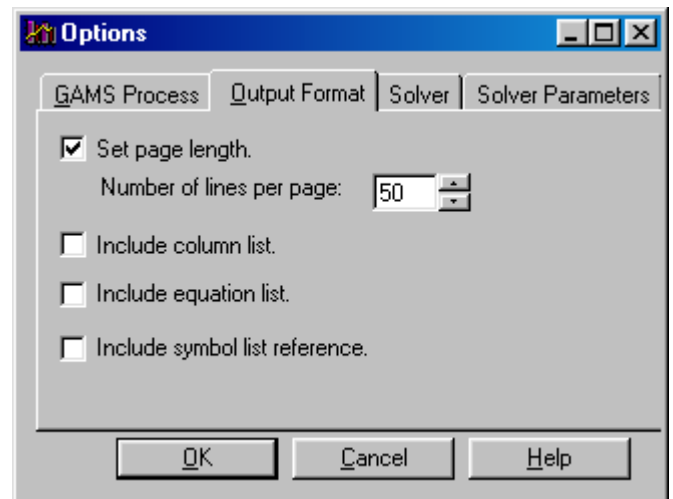 Options
GAMS Process Output Format Solver Solver Parameters
Set page length.
Number of lines per page: 50
Include column list.
Include equation list.
Include symbol list reference.
OK Cancel Help